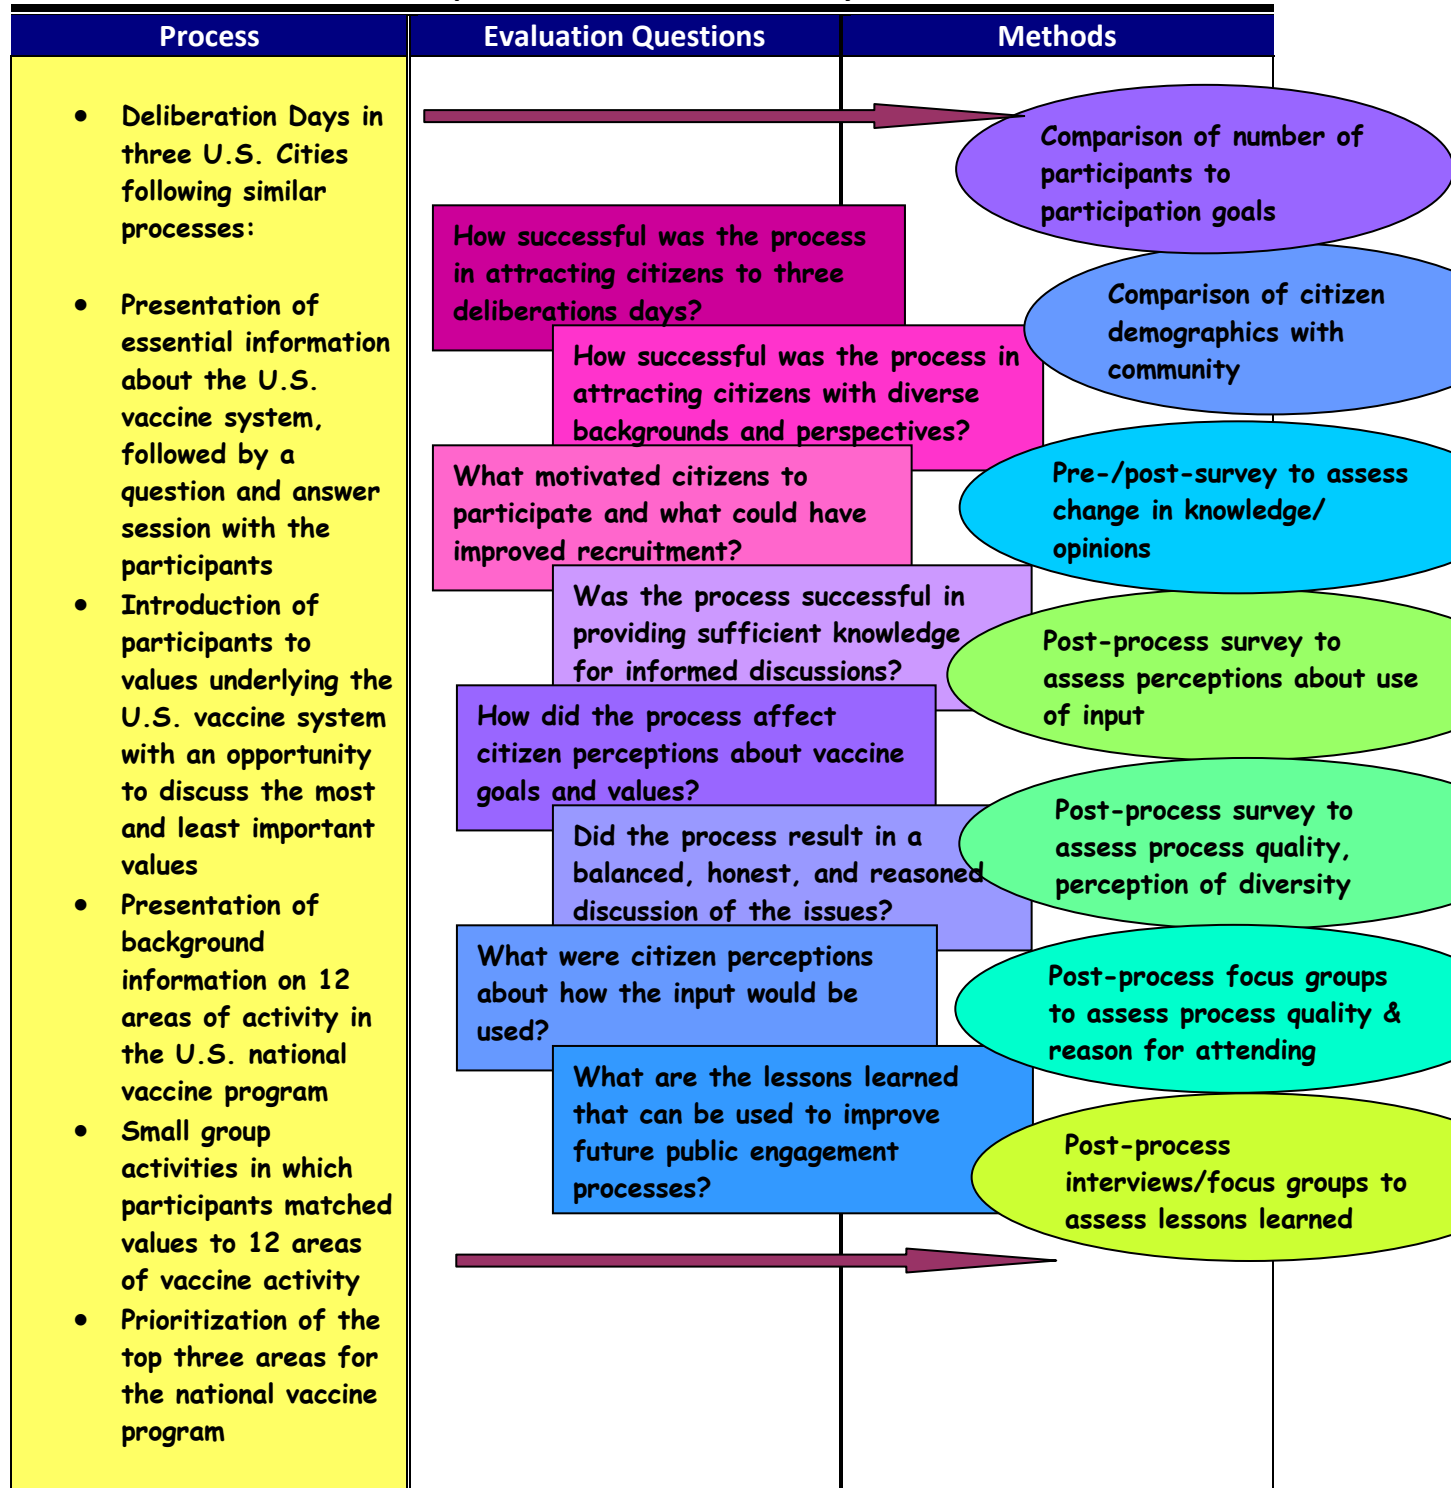 Process
Evaluation Questions
Methods
• Deliberation Days in
three U.S. Cities
following similar
processes:
• Presentation of
essential information
about the U.S.
vaccine system,
followed by a
question and answer
session with the
participants
• Introduction of
participants to
values underlying the
U.S. vaccine system
with an opportunity
to discuss the most
and least important
values
• Presentation of
background
information on 12
areas of activity in
the U.S. national
vaccine program
• Small group
activities in which
participants matched
values to 12 areas
of vaccine activity
• Prioritization of the
top three areas for
the national vaccine
program
How successful was the process
in attracting citizens to three
deliberations days?
How successful was the process in
attracting citizens with diverse
backgrounds and perspectives?
What motivated citizens to
participate and what could have
improved recruitment?
Was the process successful in
providing sufficient knowledge
for informed discussions?
How did the process affect
citizen perceptions about vaccine
goals and values?
Did the process result in a
balanced, honest, and reasoned
discussion of the issues?
What were citizen perceptions
about how the input would be
used?
What are the lessons learned
that can be used to improve
future public engagement
processes?
Comparison of number of
participants to
participation goals
Comparison of citizen
demographics with
community
Pre-/post-survey to assess
change in knowledge/
opinions
Post-process survey to
assess perceptions about use
of input
Post-process survey to
assess process quality,
perception of diversity
Post-process focus groups
to assess process quality &
reason for attending
Post-process
interviews/focus groups to
assess lessons learned